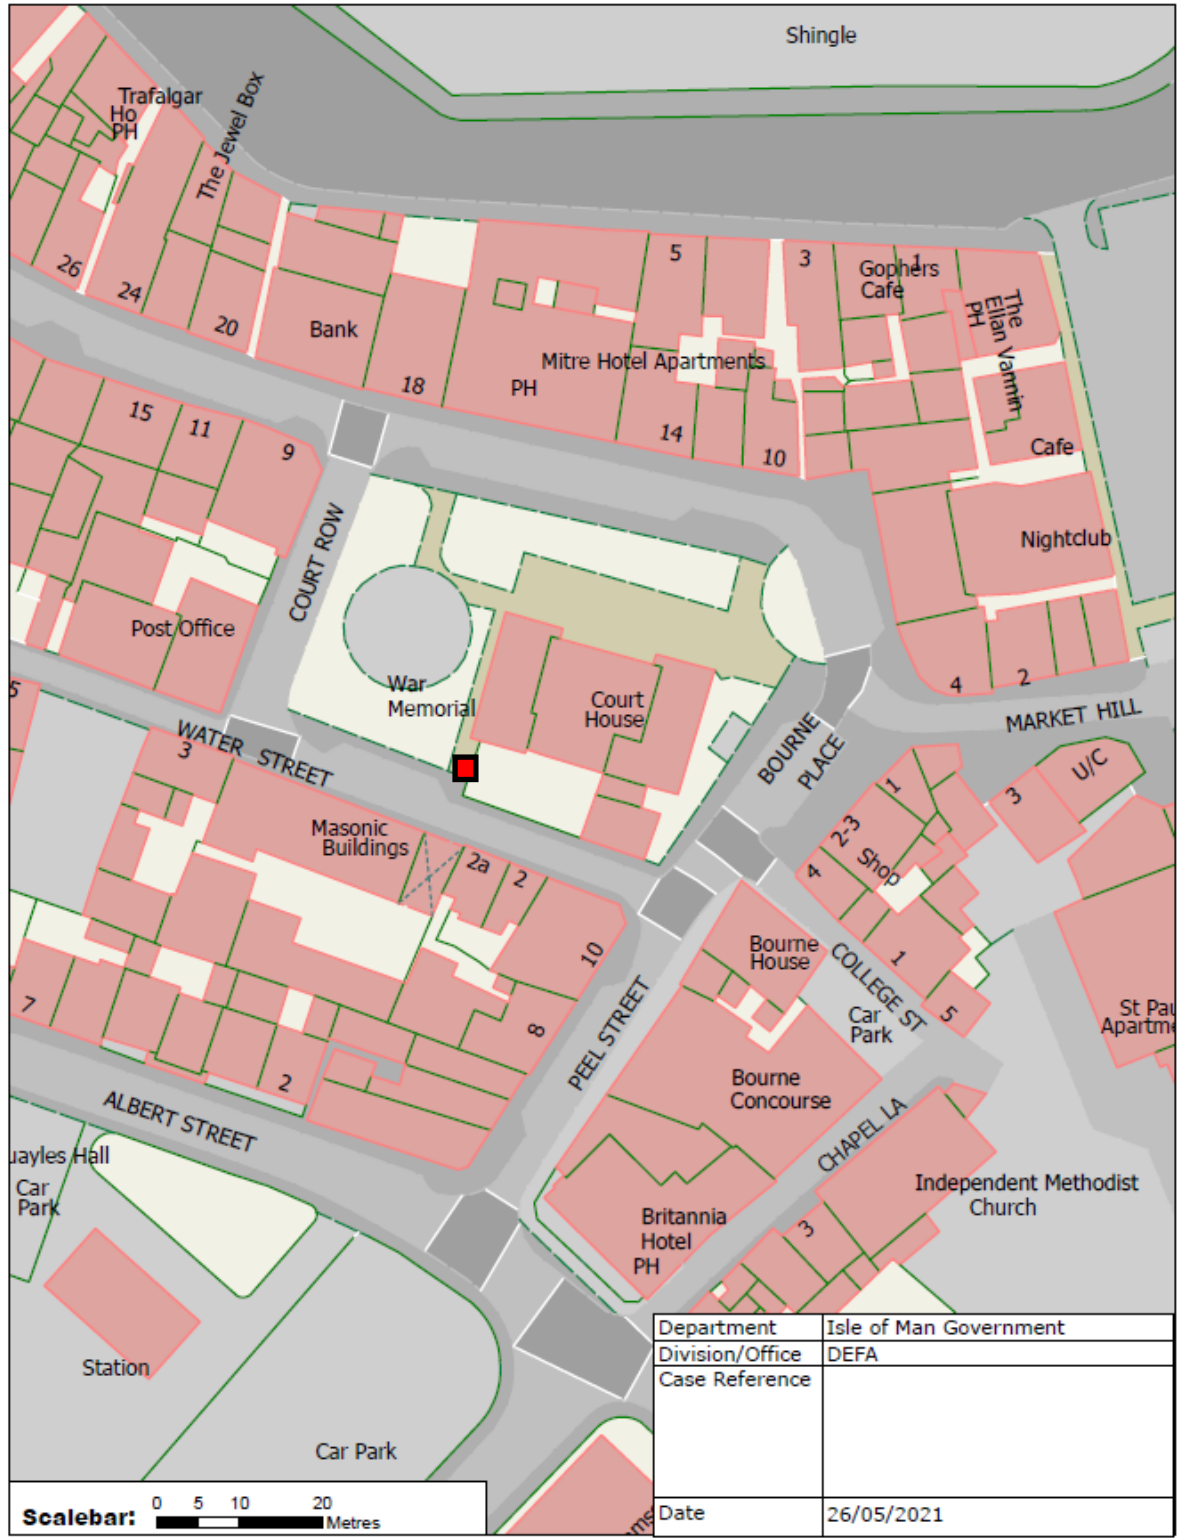 Shingle
Trafalgar
Ho
PH
The Jewel Box
26
24
20
Bank
18
5
3
1
Gophers
Cafe
The
Ellan Vannin
PH
Mitre Hotel Apartments
PH
14
10
Cafe
15
11
9
Nightclub
COURT ROW
Post Office
War
Memorial
Court
House
4
2
MARKET HILL
BOURNE
PLACE
5
WATER STREET
3
U/C
3
1
2-3
Shop
4
Masonic
Buildings
2a
2
10
Bourne
House
COLLEGE ST
1
5
Car
Park
7
8
PEEL STREET
2
Bourne
Concourse
ALBERT STREET
CHAPEL LA
St Pau
Apartme
uayles Hall
Car
Park
Independent Methodist
Church
3
Britannia
Hotel
PH
Station
Car Park
ms
Department Isle of Man Government
Division/Office DEFA
Case Reference
Date 26/05/2021
Scalebar: 0 5 10 20
Metres